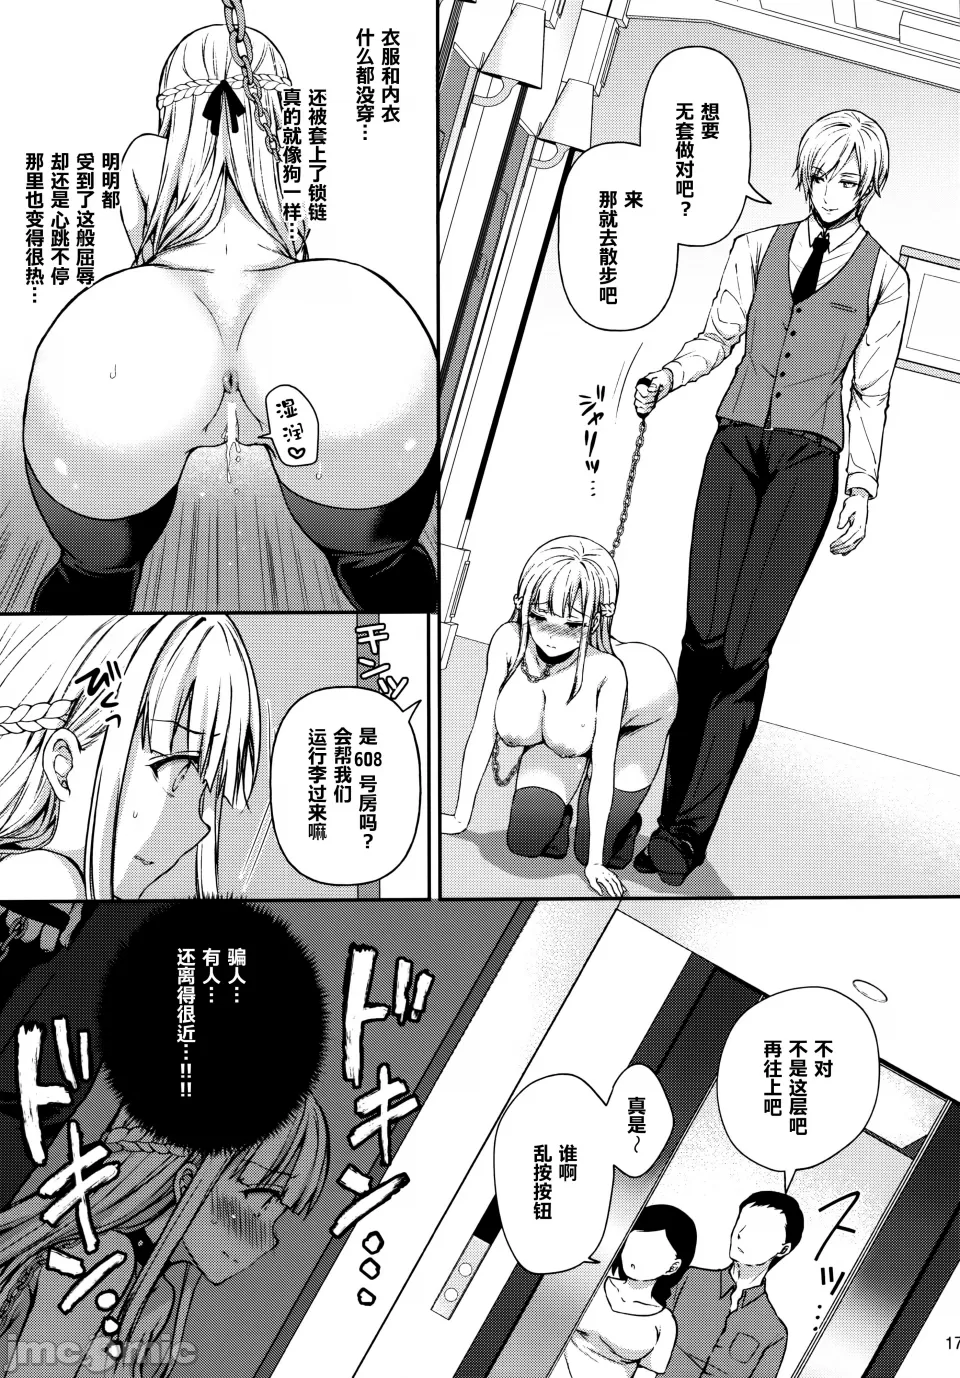 想要
无套做对吧?
来
那就去散步吧
ジャリ…
衣服和内衣
什么都没穿…
还被套上了锁链
真的就像狗一样…
明明都
受到了这般屈辱
却还是心跳不停
那里也变得很热…
湿
润♡
キンッ
びくっ
是608号房吗?
会帮我们
运行李过来嘛
骗人…
有人…
还离得很近…!!!
ドキン
ドキン…
不对
不是这层吧
再往上吧
真是~
谁啊
乱按按钮
17
jmc mic